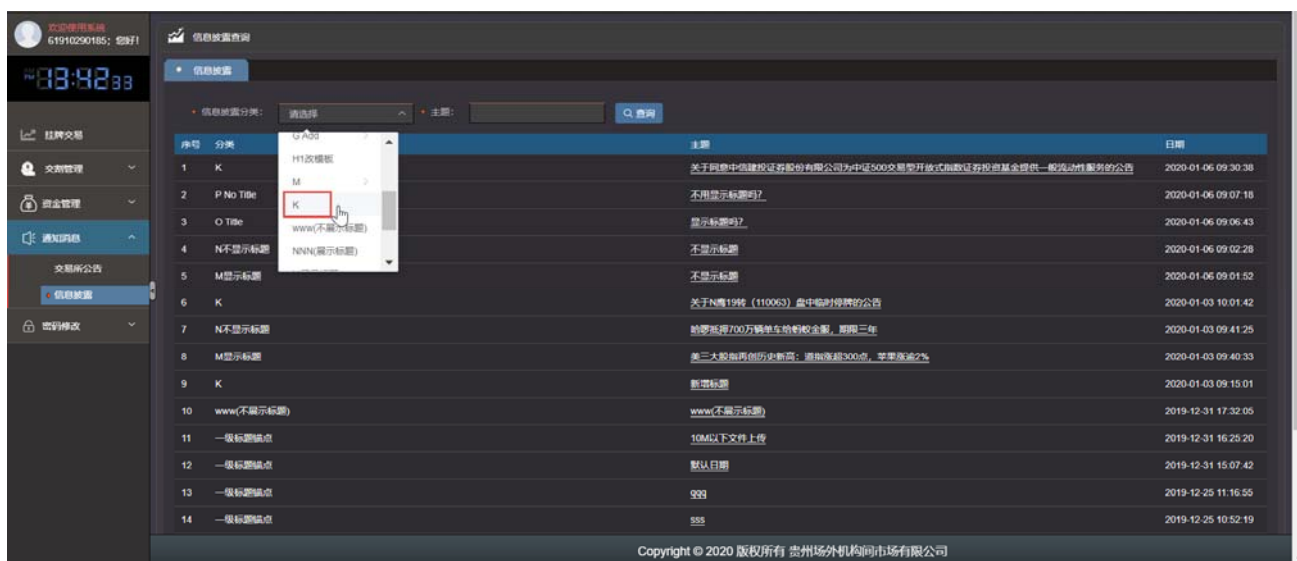 欢迎使用系统
61910290185；您好!
PM 13:42 33
挂牌交易
交割管理
资金管理
通知消息
交易所公告
信息披露
密码修改
信息披露查询
信息披露
信息披露分类： 请选择 主题： 查询
G Add
H1改模板
M
K
www(不展示标题)
NNN(展示标题)
序号 分类 主题 日期
1 K 关于同意中信建投证券股份有限公司为中证500交易型开放式指数证券投资基金提供一般流动性服务的公告 2020-01-06 09:30:38
2 P No Title 不用显示标题吗? 2020-01-06 09:07:18
3 O Title 显示标题吗? 2020-01-06 09:06:43
4 N不显示标题 不显示标题 2020-01-06 09:02:28
5 M显示标题 不显示标题 2020-01-06 09:01:52
6 K 关于N鹰19转（110063）盘中临时停牌的公告 2020-01-03 10:01:42
7 N不显示标题 哈啰抵押700万辆单车给蚂蚁金服，期限三年 2020-01-03 09:41:25
8 M显示标题 美三大股指再创历史新高：道指涨超300点，苹果涨逾2% 2020-01-03 09:40:33
9 K 新增标题 2020-01-03 09:15:01
10 www(不展示标题) www(不展示标题) 2019-12-31 17:32:05
11 一级标题锚点 10M以下文件上传 2019-12-31 16:25:20
12 一级标题锚点 默认日期 2019-12-31 15:07:42
13 一级标题锚点 qqq 2019-12-25 11:16:55
14 一级标题锚点 sss 2019-12-25 10:52:19
Copyright © 2020 版权所有 贵州场外机构间市场有限公司